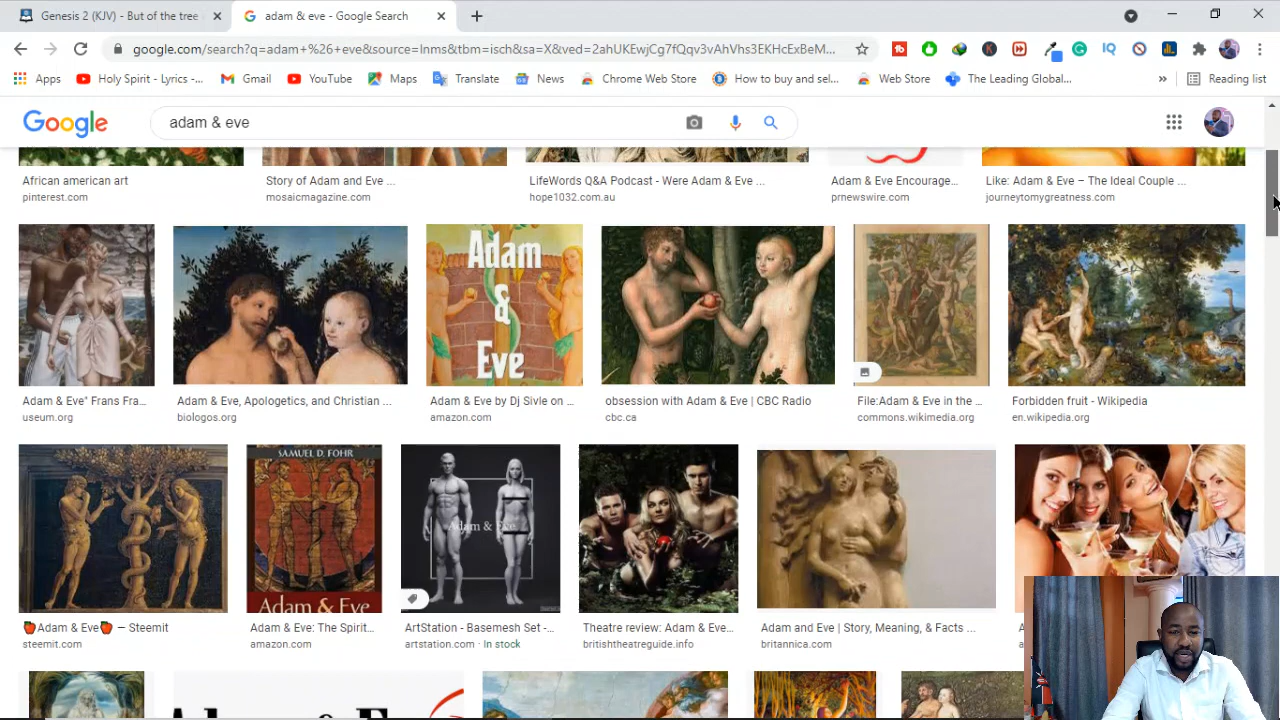 Genesis 2 (KJV) - But of the tree
adam & eve - Google Search
google.com/search?q=adam+%26+eve&source=lnms&tbm=isch&sa=X&ved=2ahUKEwjCg7fQqv3vAhVhs3EKHcExBeM...
Apps
Holy Spirit - Lyrics -...
Gmail
YouTube
Maps
Translate
News
Chrome Web Store
How to buy and sel...
Web Store
The Leading Global...
»
Reading list
Google
adam & eve
African american art
pinterest.com
Story of Adam and Eve ...
mosaicmagazine.com
LifeWords Q&A Podcast - Were Adam & Eve ...
hope1032.com.au
Adam & Eve Encourage...
prnewswire.com
Like: Adam & Eve – The Ideal Couple ...
journeytomygreatness.com
Adam
&
Eve
Adam & Eve" Frans Fra...
useum.org
Adam & Eve, Apologetics, and Christian ...
biologos.org
Adam & Eve by Dj Sivle on ...
amazon.com
obsession with Adam & Eve | CBC Radio
cbc.ca
File:Adam & Eve in the ...
commons.wikimedia.org
Forbidden fruit - Wikipedia
en.wikipedia.org
SAMUEL D. FOHR
Adam & Eve
Adam & Eve
Adam & Eve — Steemit
steemit.com
Adam & Eve: The Spirit...
amazon.com
ArtStation - Basemesh Set -...
artstation.com · In stock
Theatre review: Adam & Eve...
britishtheatreguide.info
Adam and Eve | Story, Meaning, & Facts ...
britannica.com